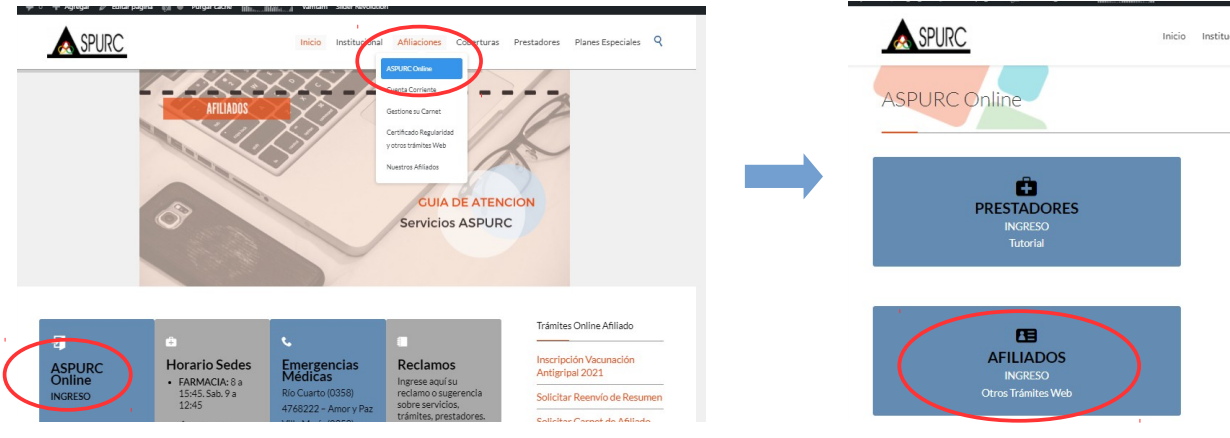 Agregar Editar página Purgar caché Vamtam Slider Revolution
SPURC
Inicio Institucional Afiliaciones Coberturas Prestadores Planes Especiales
ASPURC Online
Cuenta Corriente
Gestione su Carnet
Certificado Regularidad
y otros trámites Web
Nuestros Afiliados
AFILIADOS
GUIA DE ATENCION
Servicios ASPURC
ASPURC
Online
INGRESO
Horario Sedes
• FARMACIA: 8 a
15:45. Sab. 9 a
12:45
Emergencias
Médicas
Río Cuarto (0358)
4768222 – Amor y Paz
Reclamos
Ingrese aquí su
reclamo o sugerencia
sobre servicios,
trámites, prestadores.
Trámites Online Afiliado
Inscripción Vacunación
Antigripal 2021
Solicitar Reenvío de Resumen
Solicitar Carnet de Afiliado
SPURC
Inicio Institu
ASPURC Online
PRESTADORES
INGRESO
Tutorial
AFILIADOS
INGRESO
Otros Trámites Web